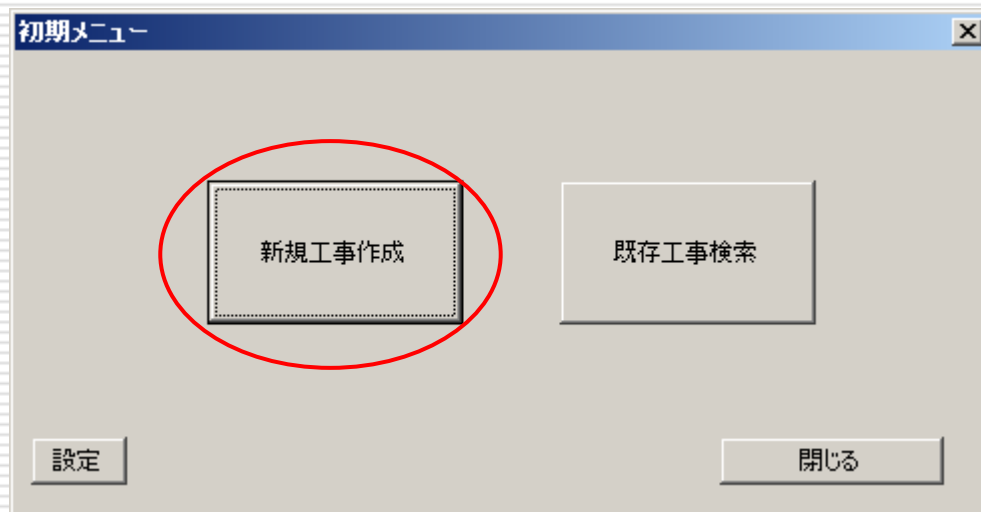 初期メニュー
新規工事作成
既存工事検索
設定
閉じる